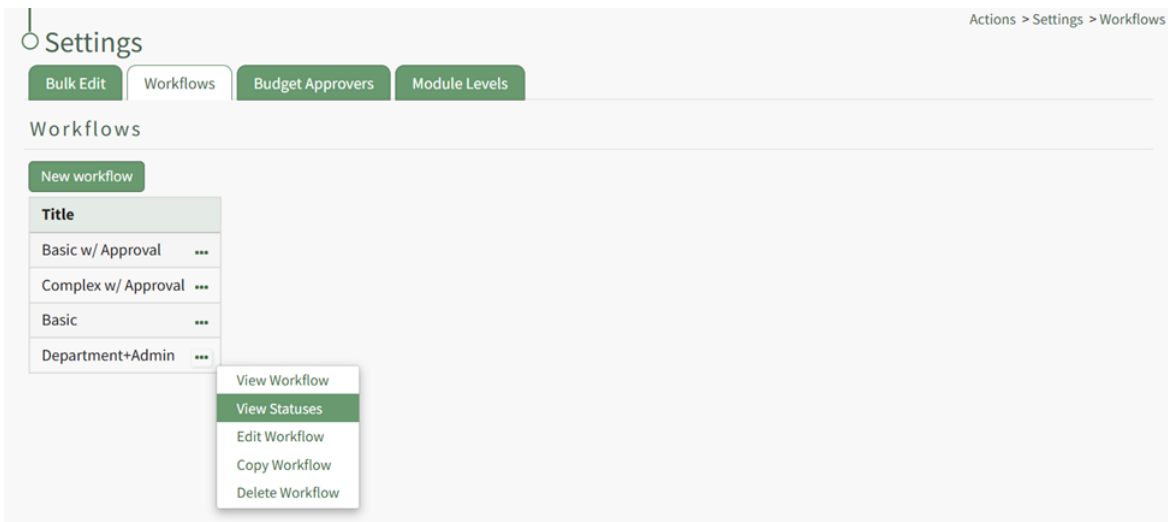 Actions > Settings > Workflows
Settings
Bulk Edit Workflows Budget Approvers Module Levels
Workflows
New workflow
Title
Basic w/ Approval
Complex w/ Approval
Basic
Department+Admin
View Workflow
View Statuses
Edit Workflow
Copy Workflow
Delete Workflow